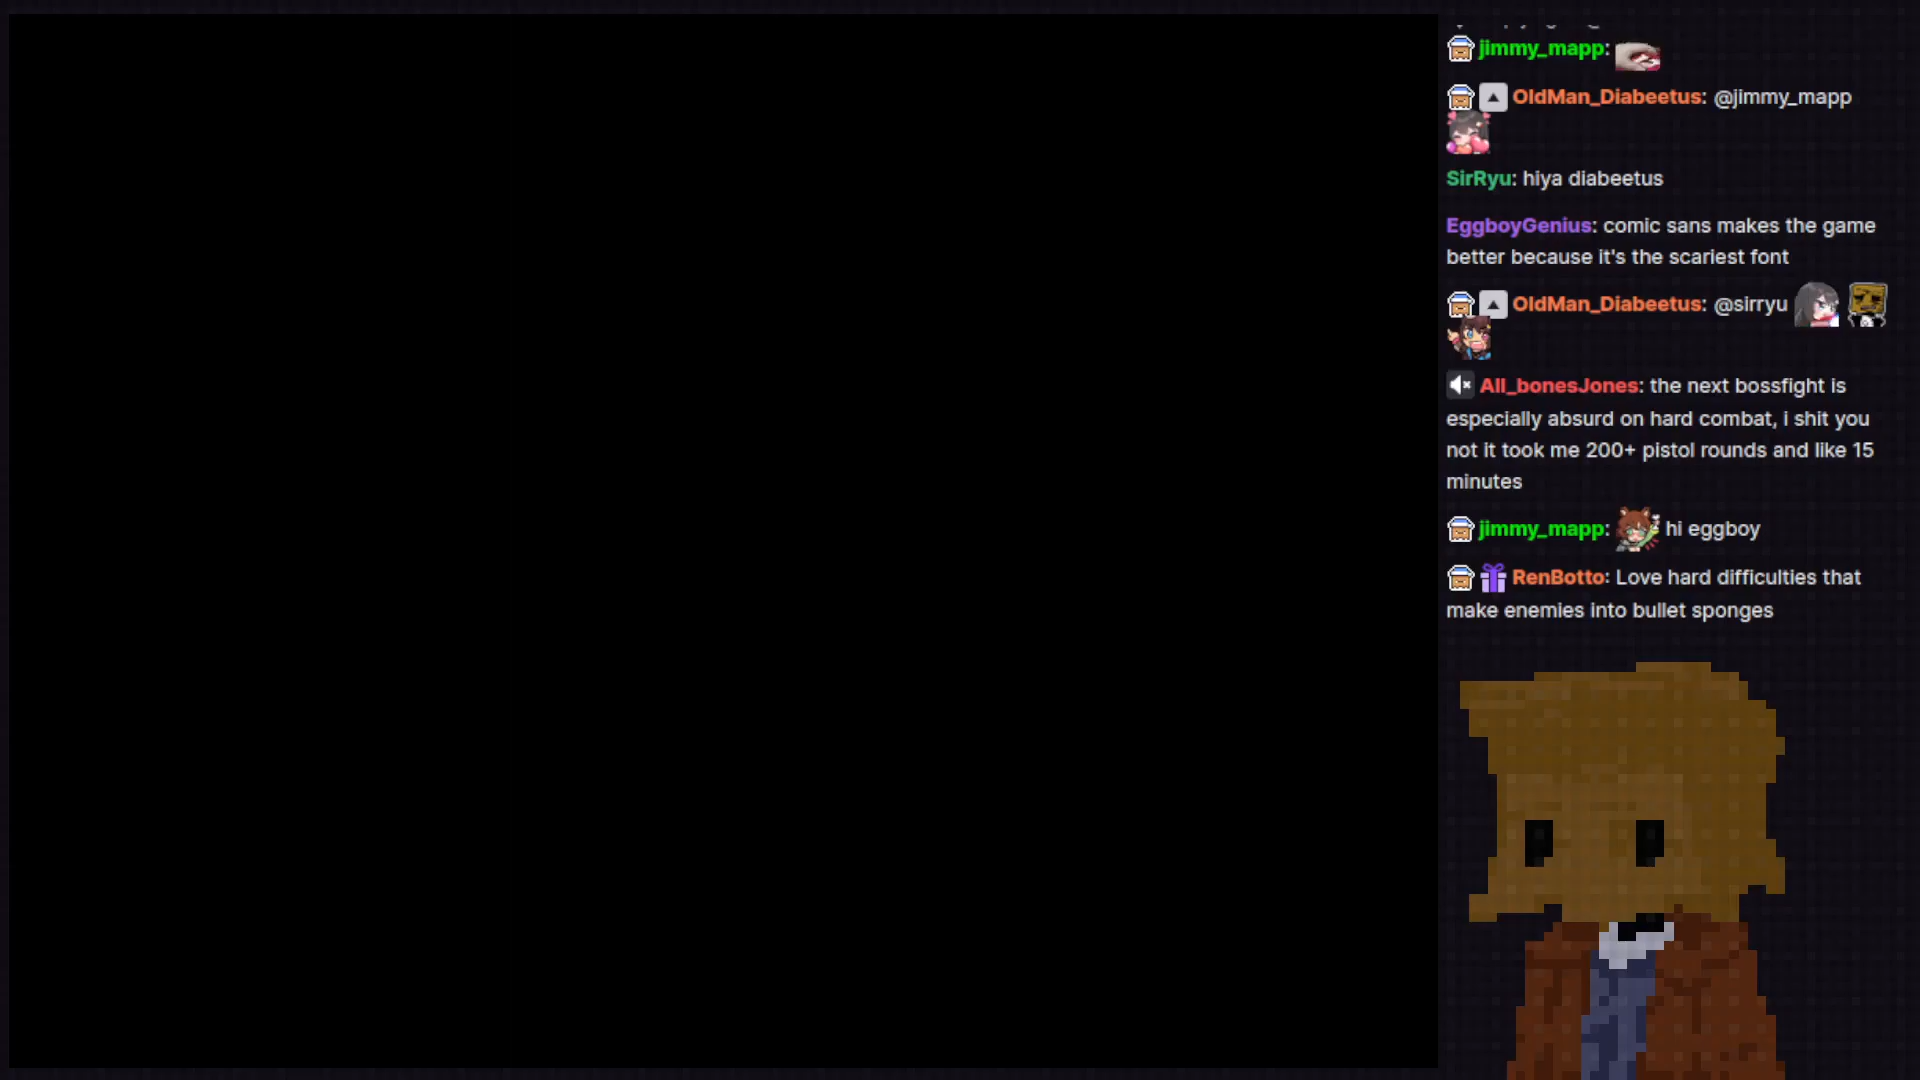 jimmy_mapp:
OldMan_Diabeetus: @jimmy_mapp
SirRyu: hiya diabeetus
EggboyGenius: comic sans makes the game
better because it's the scariest font
OldMan_Diabeetus: @sirryu
All_bonesJones: the next bossfight is
especially absurd on hard combat, i shit you
not it took me 200+ pistol rounds and like 15
minutes
jimmy_mapp: hi eggboy
RenBotto: Love hard difficulties that
make enemies into bullet sponges